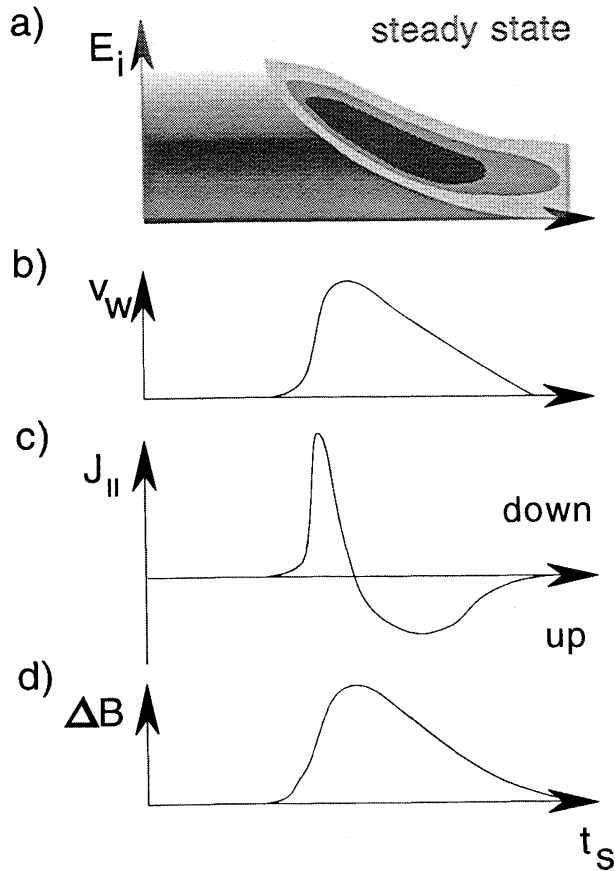 a)
E_i
steady state
b)
v_w
c)
J_||
down
up
d)
ΔB
t_s